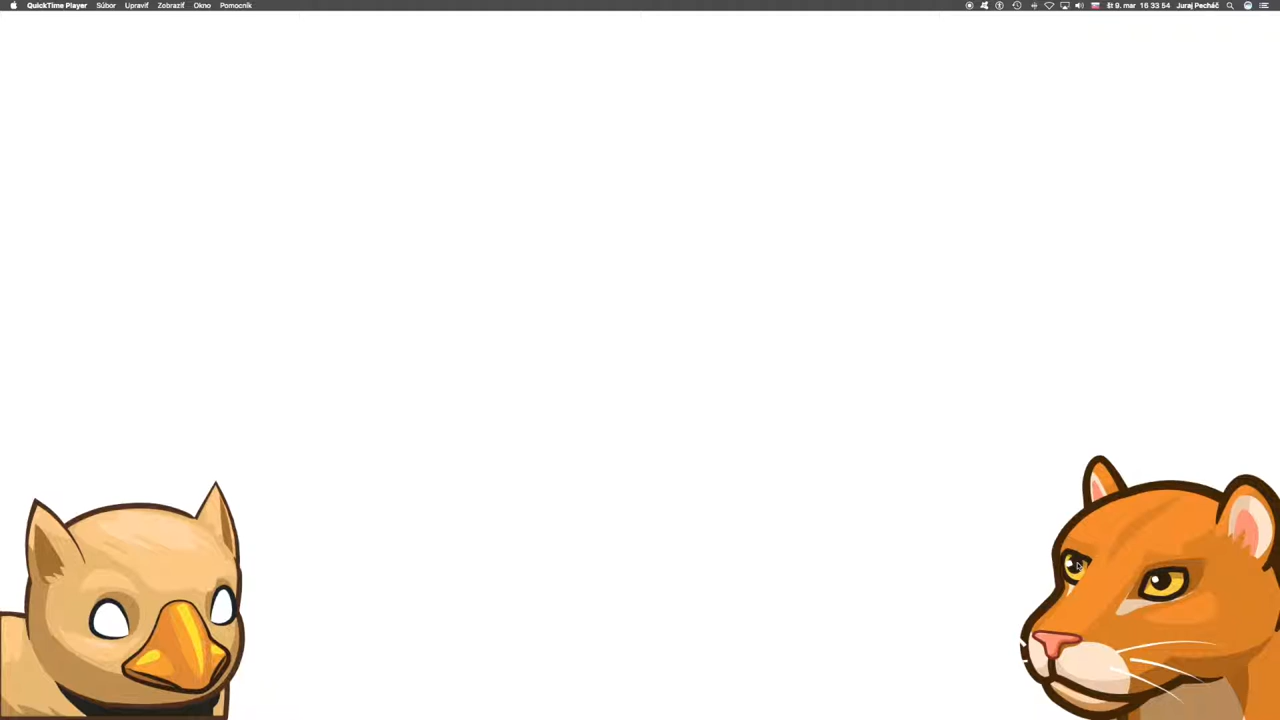 QuickTime Player Súbor Upraviť Zobraziť Okno Pomocník št 9. mar 16 33 54 Juraj Pecháč